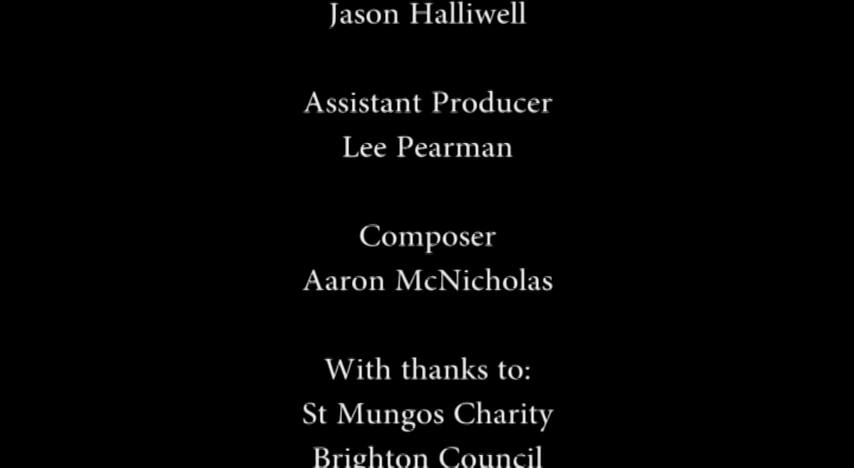 Jason Halliwell
Assistant Producer
Lee Pearman
Composer
Aaron McNicholas
With thanks to:
St Mungos Charity
Brighton Council